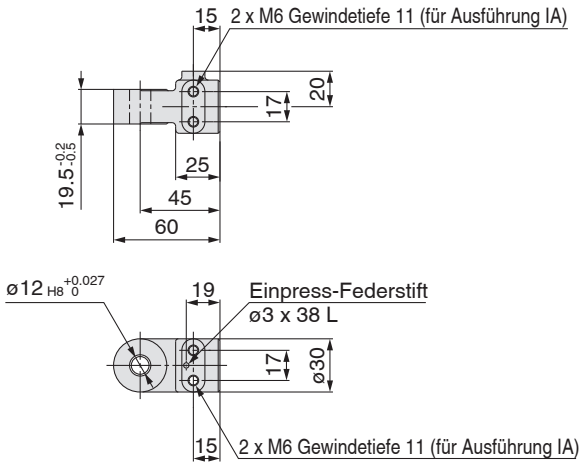 15 2 x M6 Gewindetiefe 11 (für Ausführung IA)
20
17
19.5 -0.2 -0.5
25
45
60
ø12 H8 +0.027 0
19 Einpress-Federstift
ø3 x 38 L
17
ø30
15 2 x M6 Gewindetiefe 11 (für Ausführung IA)